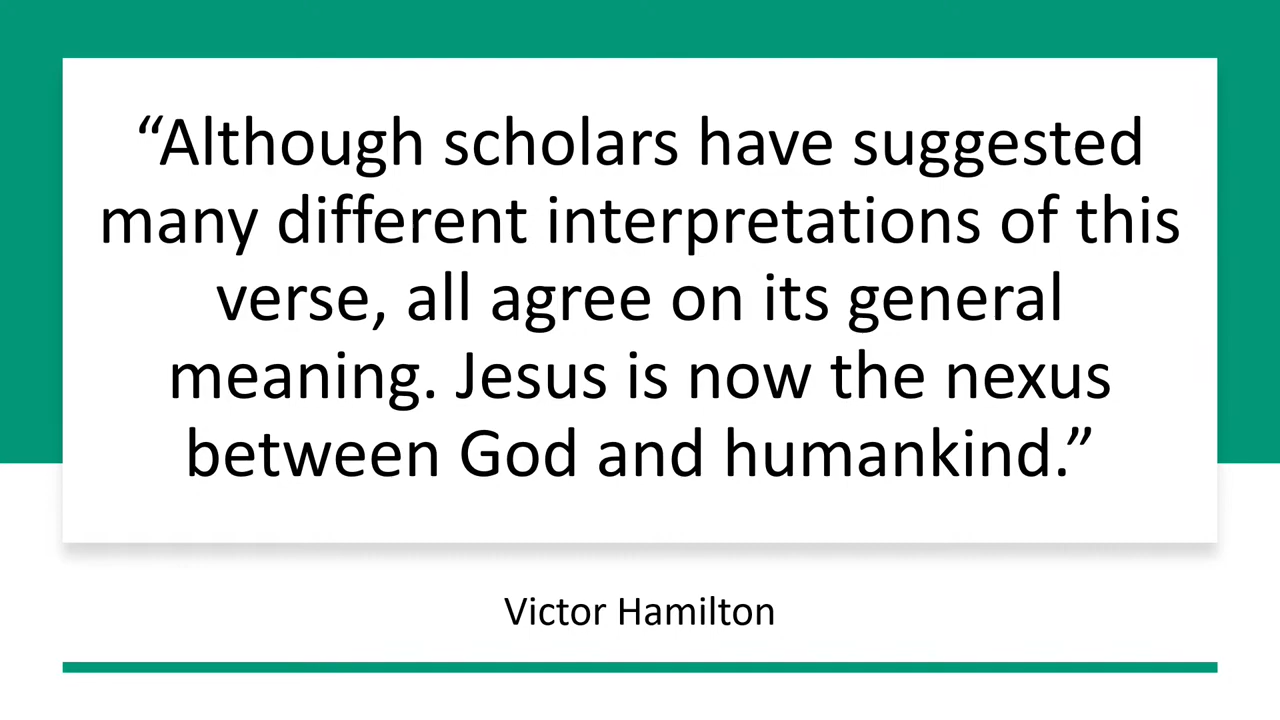 “Although scholars have suggested
many different interpretations of this
verse, all agree on its general
meaning. Jesus is now the nexus
between God and humankind.”
Victor Hamilton